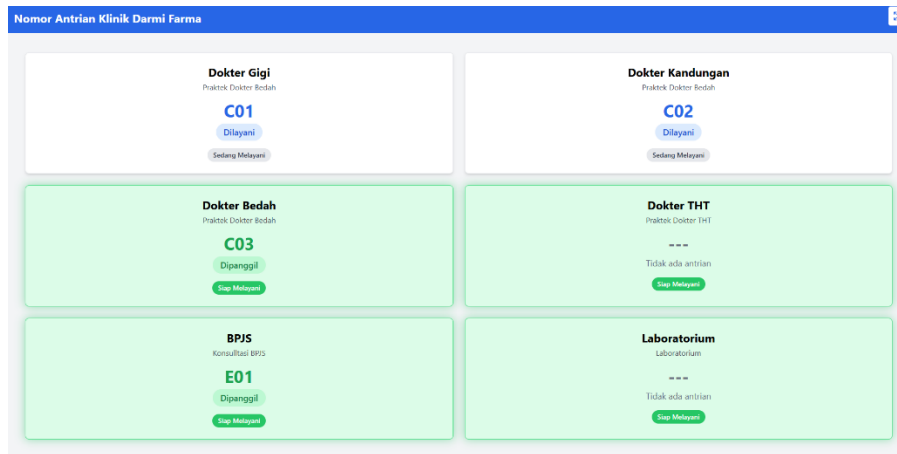 Nomor Antrian Klinik Darmi Farma
Dokter Gigi
Praktek Dokter Bedah
C01
Dilayani
Sedang Melayani
Dokter Kandungan
Praktek Dokter Bedah
C02
Dilayani
Sedang Melayani
Dokter Bedah
Praktek Dokter Bedah
C03
Dipanggil
Siap Melayani
Dokter THT
Praktek Dokter THT
---
Tidak ada antrian
Siap Melayani
BPJS
Konsulltasi BPJS
E01
Dipanggil
Siap Melayani
Laboratorium
Laboratorium
---
Tidak ada antrian
Siap Melayani